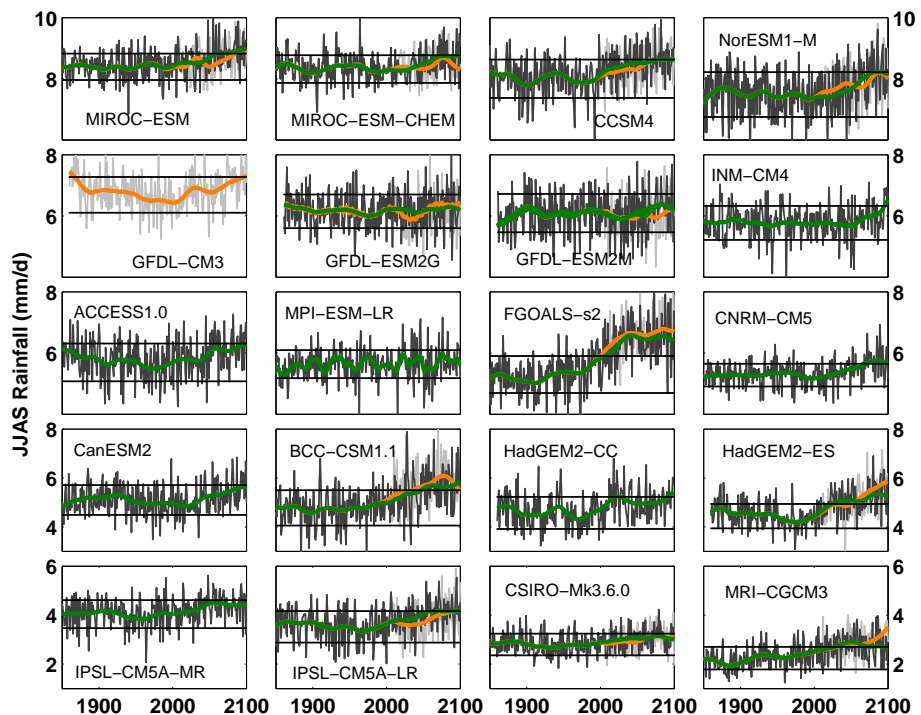 10
10
8
8
MIROC−ESM
MIROC−ESM−CHEM
CCSM4
NorESM1−M
8
8
6
6
GFDL−CM3
GFDL−ESM2G
GFDL−ESM2M
INM−CM4
8
8
6
6
ACCESS1.0
MPI−ESM−LR
FGOALS−s2
CNRM−CM5
JJAS Rainfall (mm/d)
8
8
6
6
4
4
CanESM2
BCC−CSM1.1
HadGEM2−CC
HadGEM2−ES
6
6
4
4
2
2
IPSL−CM5A−MR
IPSL−CM5A−LR
CSIRO−Mk3.6.0
MRI−CGCM3
1900 2000 2100
1900 2000 2100
1900 2000 2100
1900 2000 2100